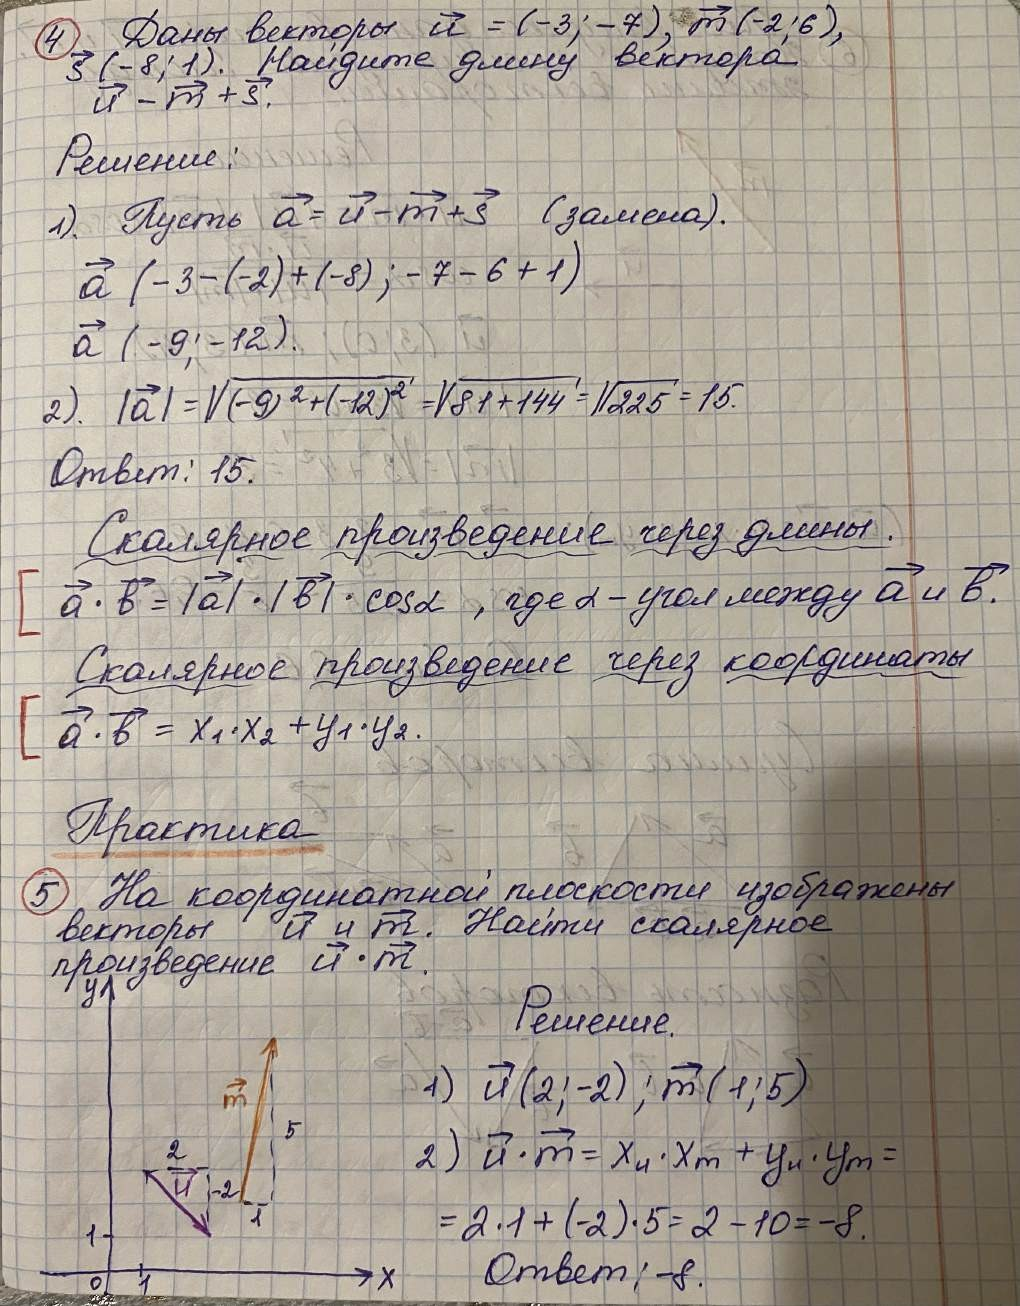 4 Даны векторы u⃗ = (-3; -7), m⃗ (-2; 6),
s⃗ (-8; 1). Найдите длину вектора
u⃗ - m⃗ + s⃗.
Решение:
1). Пусть a⃗ = u⃗ - m⃗ + s⃗ (замена).
a⃗ (-3-(-2)+(-8); -7-6+1)
a⃗ (-9; -12).
2). |a⃗| = √(-9)²+(-12)² = √81+144 = √225 = 15.
Ответ: 15.
Скалярное произведение через длины.
a⃗ · b⃗ = |a⃗| · |b⃗| · cosα, где α - угол между a⃗ и b⃗.
Скалярное произведение через координаты
a⃗ · b⃗ = x₁·x₂ + y₁·y₂.
Практика
5 На координатной плоскости изображены
векторы u⃗ и m⃗. Найти скалярное
произведение u⃗ · m⃗.
y
Решение.
m⃗
1) u⃗ (2; -2); m⃗ (1; 5)
5
2
2) u⃗ · m⃗ = xᵤ·xₘ + yᵤ·yₘ =
u⃗
-2
1
= 2·1+(-2)·5 = 2-10 = -8.
1
0 1 x
Ответ: -8.